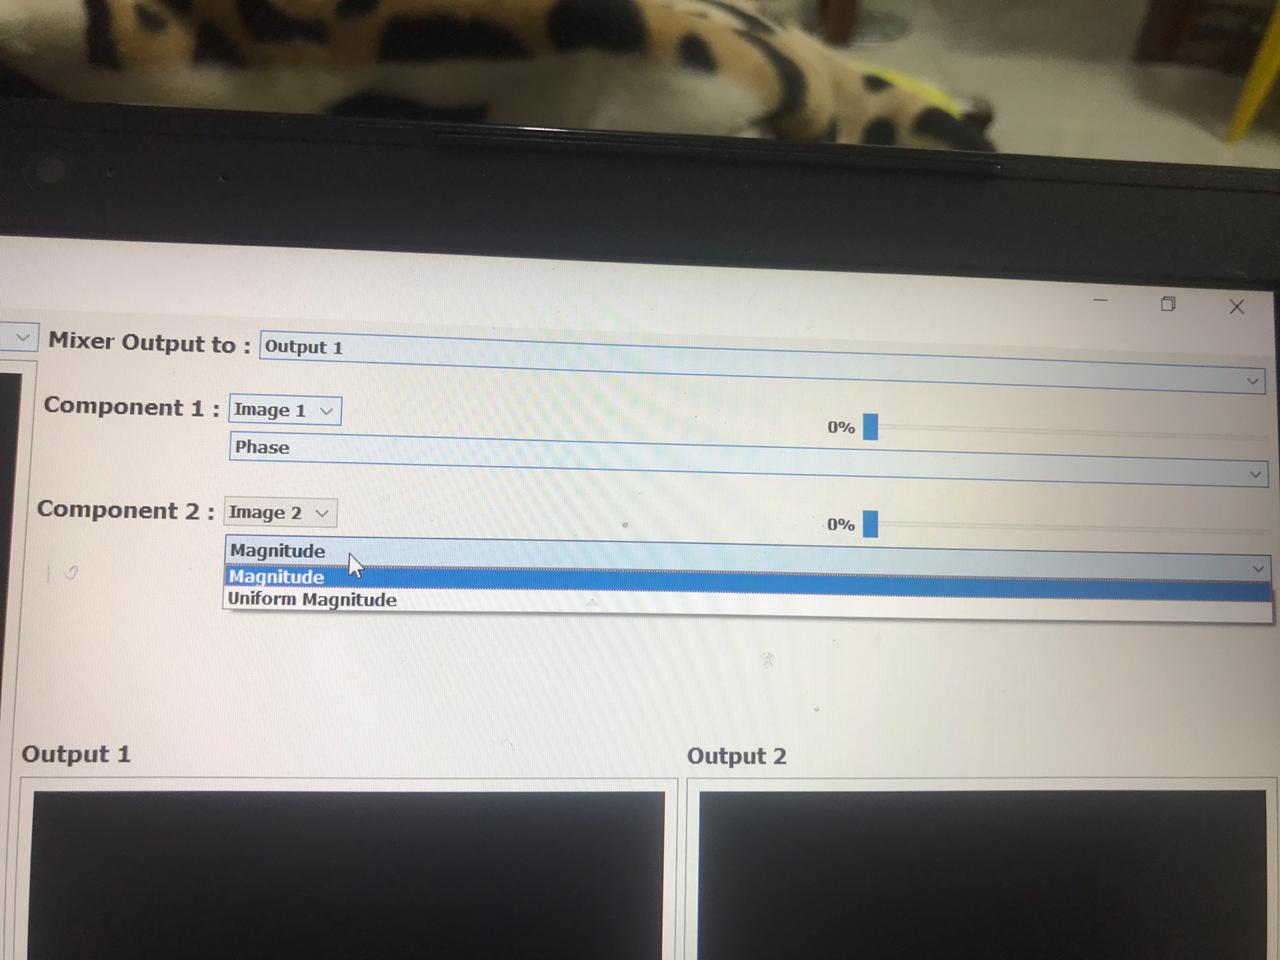 Mixer Output to : Output 1
Component 1 : Image 1
0%
Phase
Component 2 : Image 2
0%
Magnitude
Magnitude
Uniform Magnitude
Output 1
Output 2